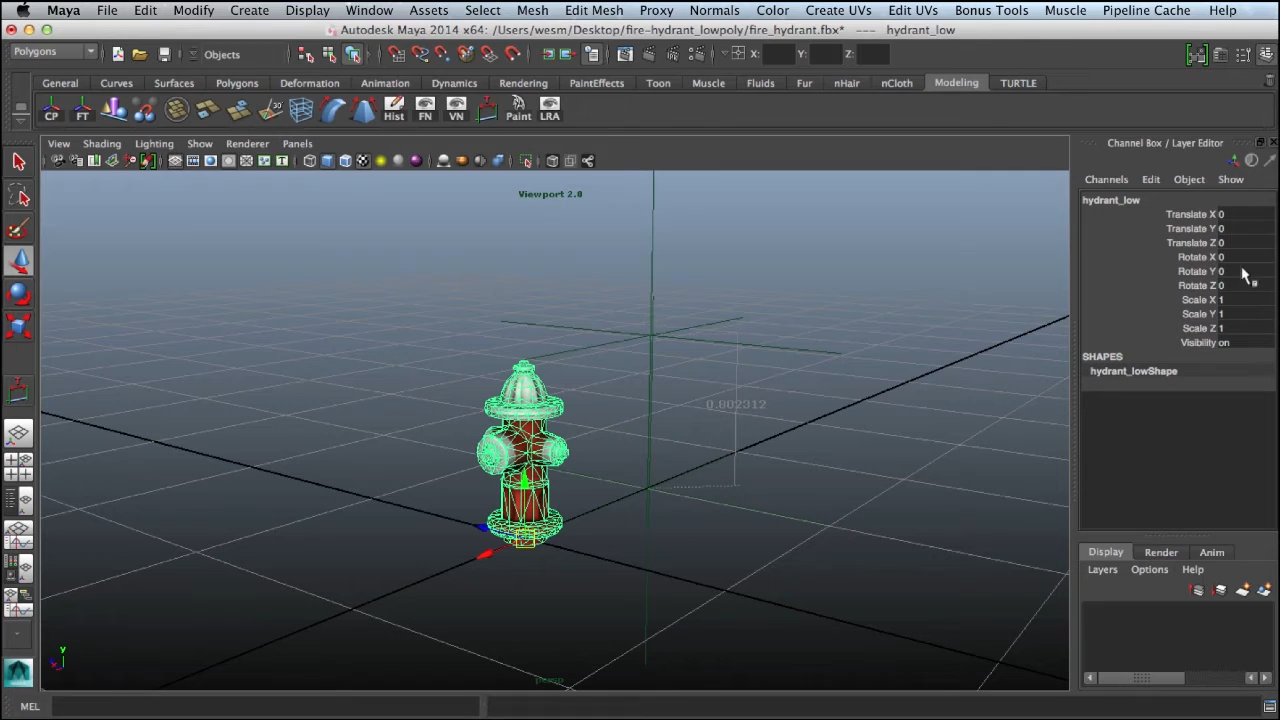 Maya File Edit Modify Create Display Window Assets Select Mesh Edit Mesh Proxy Normals Color Create UVs Edit UVs Bonus Tools Muscle Pipeline Cache Help
Autodesk Maya 2014 x64: /Users/wesm/Desktop/fire-hydrant_lowpoly/fire_hydrant.fbx* --- hydrant_low
Polygons Objects X: Y: Z:
General Curves Surfaces Polygons Deformation Animation Dynamics Rendering PaintEffects Toon Muscle Fluids Fur nHair nCloth Modeling TURTLE
CP FT 30° Hist FN VN Paint LRA
View Shading Lighting Show Renderer Panels
Channel Box / Layer Editor
Channels Edit Object Show
Viewport 2.0
hydrant_low
Translate X 0
Translate Y 0
Translate Z 0
Rotate X 0
Rotate Y 0
Rotate Z 0
Scale X 1
Scale Y 1
Scale Z 1
Visibility on
SHAPES
hydrant_lowShape
0.802312
Display Render Anim
Layers Options Help
y
persp
MEL